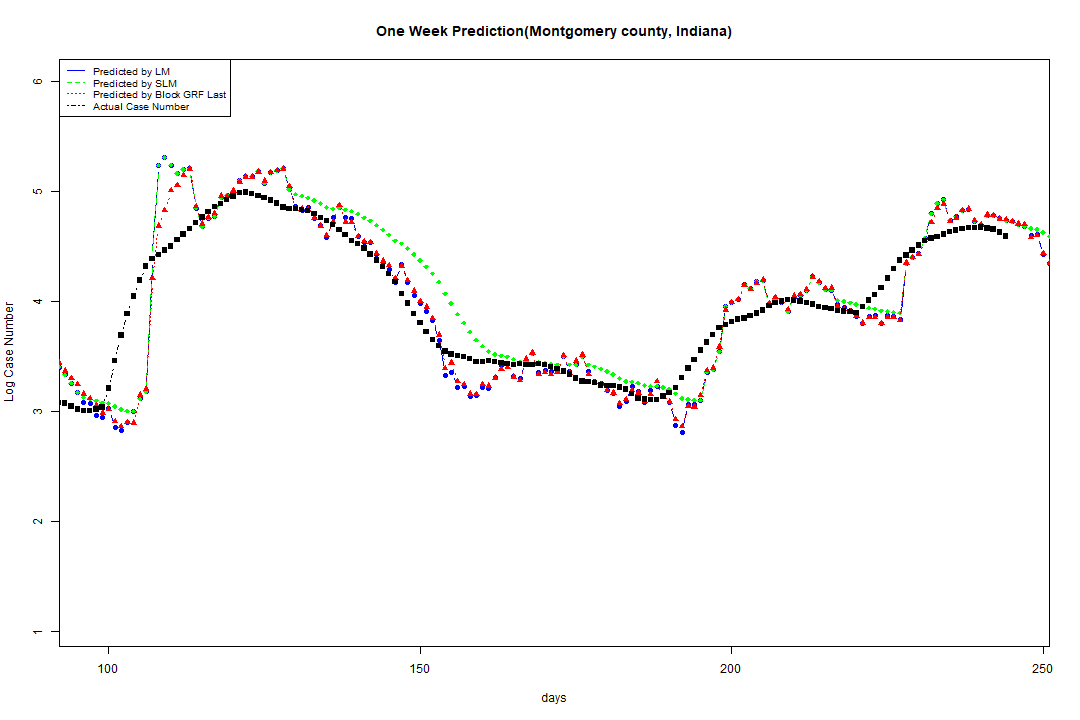 One Week Prediction(Montgomery county, Indiana)
Predicted by LM
Predicted by SLM
Predicted by Block GRF Last
Actual Case Number
6
5
4
3
2
1
Log Case Number
100 150 200 250
days